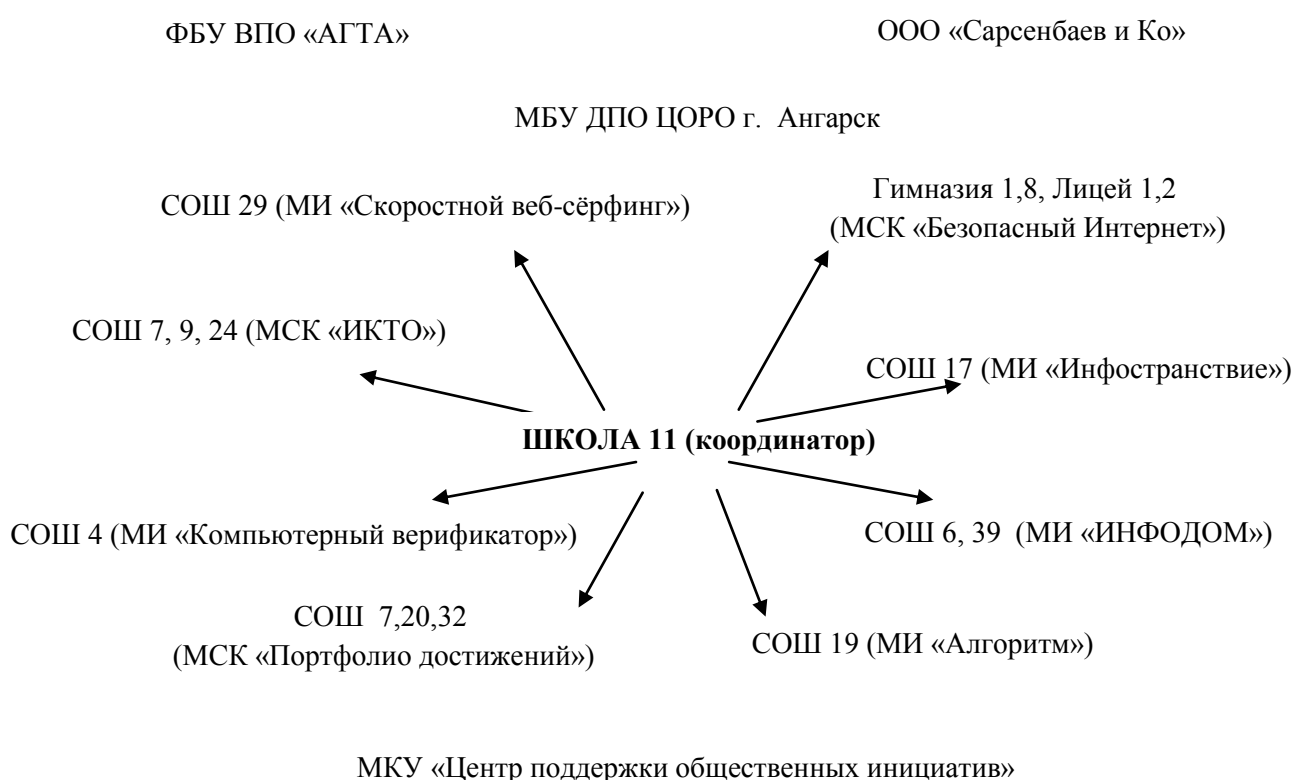 ФБУ ВПО «АГТА»
ООО «Сарсенбаев и Ко»
МБУ ДПО ЦОРО г. Ангарск
СОШ 29 (МИ «Скоростной веб-сёрфинг»)
Гимназия 1,8, Лицей 1,2
(МСК «Безопасный Интернет»)
СОШ 7, 9, 24 (МСК «ИКТО»)
СОШ 17 (МИ «Инфостранствие»)
ШКОЛА 11 (координатор)
СОШ 4 (МИ «Компьютерный верификатор»)
СОШ 6, 39 (МИ «ИНФОДОМ»)
СОШ 7,20,32
(МСК «Портфолио достижений»)
СОШ 19 (МИ «Алгоритм»)
МКУ «Центр поддержки общественных инициатив»